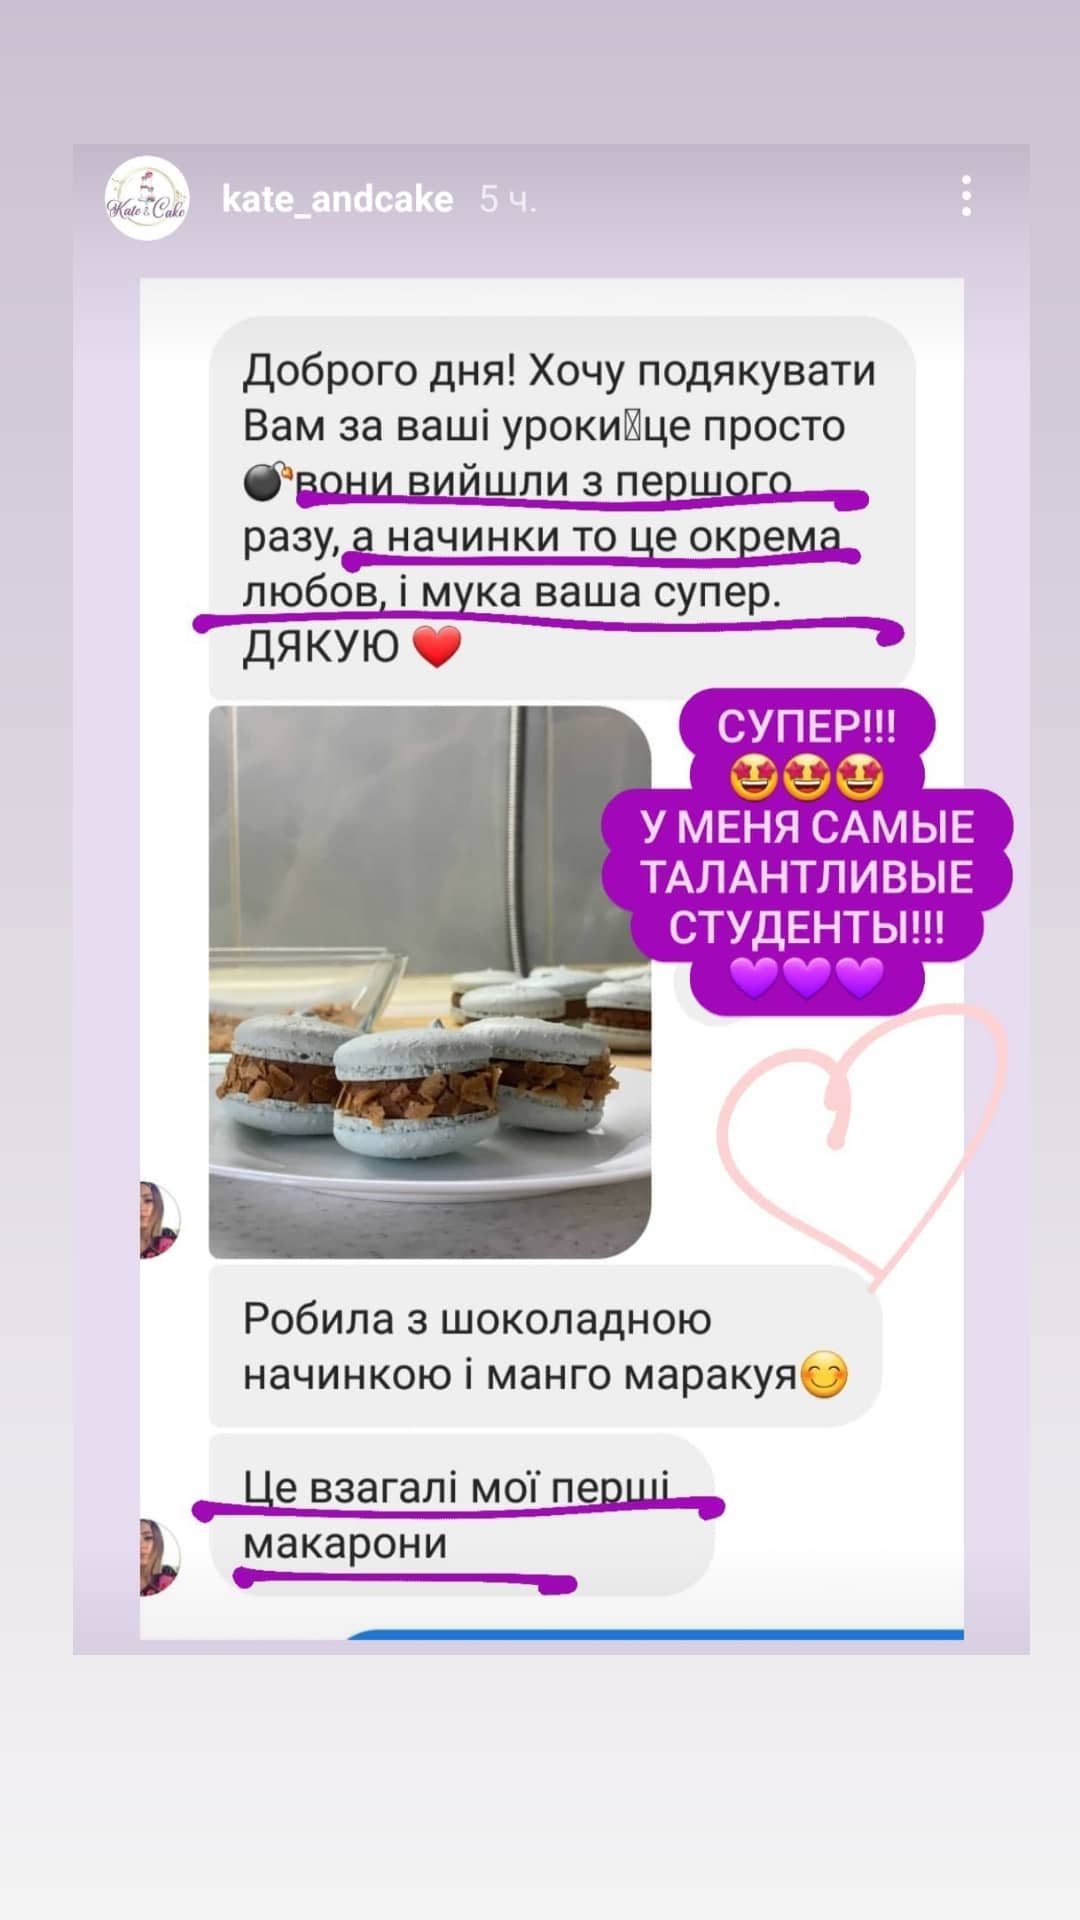 Kate & Cake
kate_andcake 5 ч.
Доброго дня! Хочу подякувати
Вам за ваші уроки це просто
💣вони вийшли з першого
разу, а начинки то це окрема
любов, і мука ваша супер.
ДЯКУЮ ❤️
СУПЕР!!!
🤩🤩🤩
У МЕНЯ САМЫЕ
ТАЛАНТЛИВЫЕ
СТУДЕНТЫ!!!
💜💜💜
Робила з шоколадною
начинкою і манго маракуя😊
Це взагалі мої перші
макарони